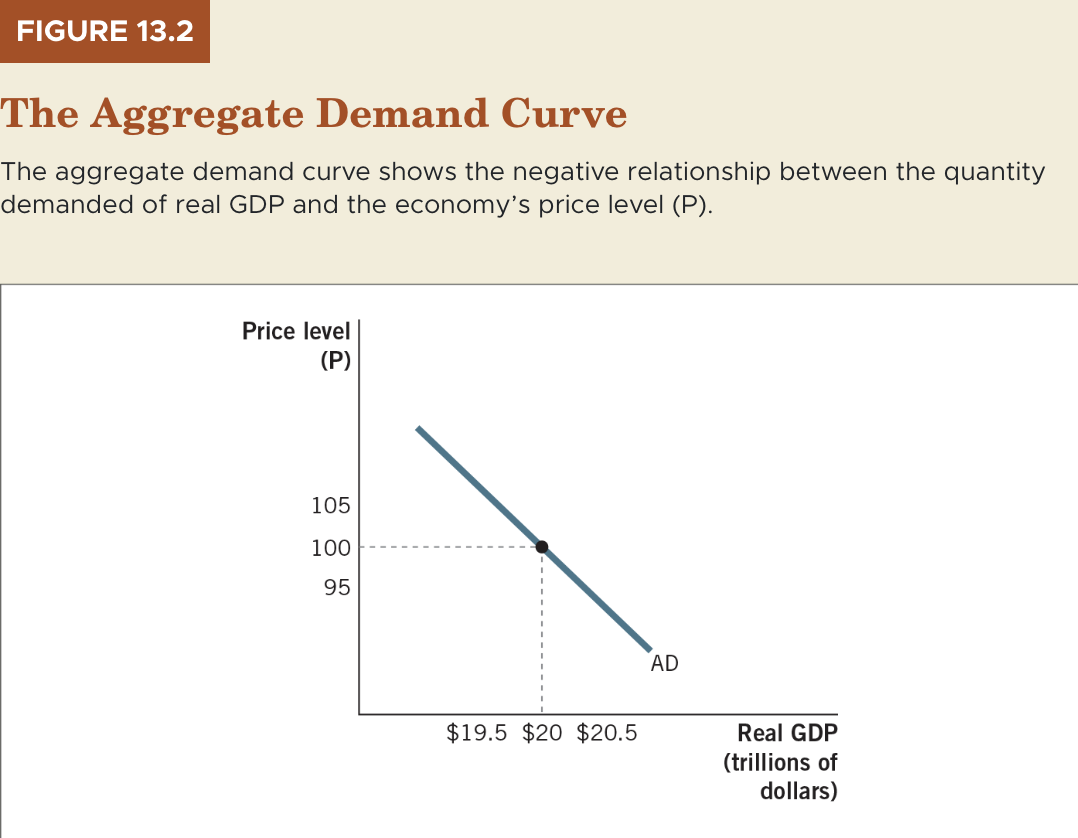 FIGURE 13.2
The Aggregate Demand Curve
The aggregate demand curve shows the negative relationship between the quantity
demanded of real GDP and the economy’s price level (P).
Price level
(P)
105
100
95
AD
$19.5 $20 $20.5
Real GDP
(trillions of
dollars)